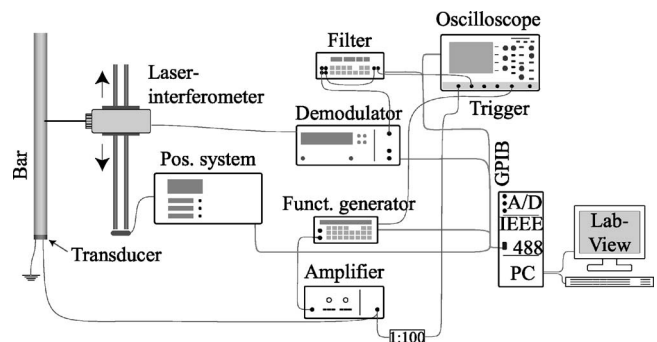 Oscilloscope
Filter
Laser-
interferometer
Trigger
Demodulator
Bar
Pos. system
GPIB
Funct. generator
A/D
IEEE
488
PC
Lab-
View
Transducer
Amplifier
1:100